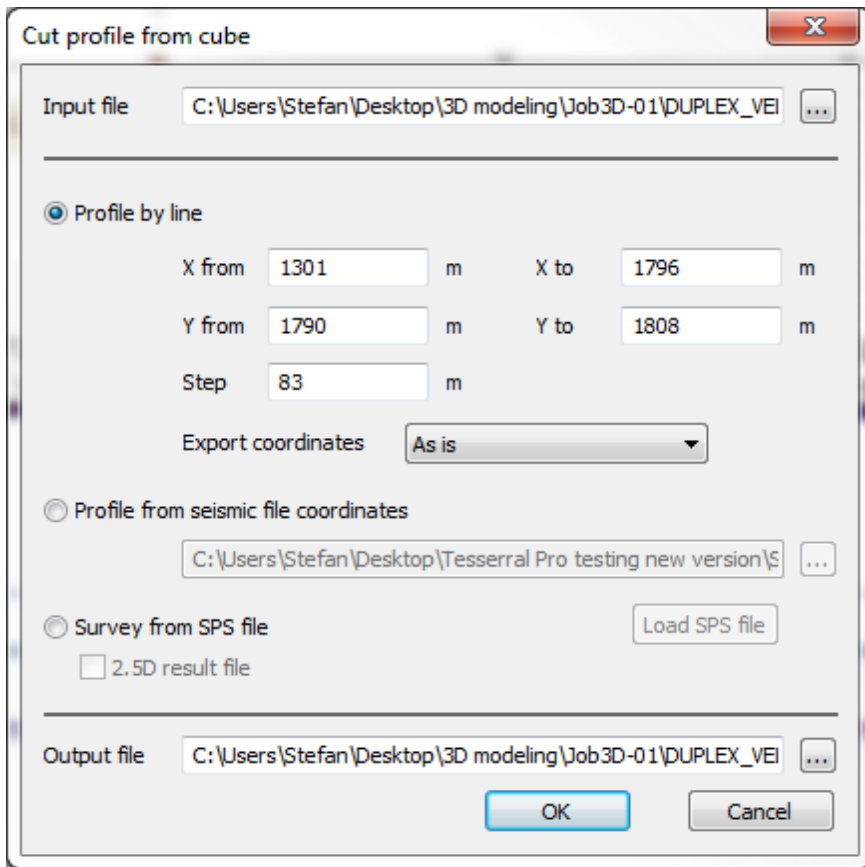 Cut profile from cube
Input file C:\Users\Stefan\Desktop\3D modeling\Job3D-01\DUPLEX_VEI ...
Profile by line
X from 1301 m X to 1796 m
Y from 1790 m Y to 1808 m
Step 83 m
Export coordinates As is
Profile from seismic file coordinates
C:\Users\Stefan\Desktop\Tesserral Pro testing new version\S ...
Survey from SPS file Load SPS file
2.5D result file
Output file C:\Users\Stefan\Desktop\3D modeling\Job3D-01\DUPLEX_VEI ...
OK Cancel